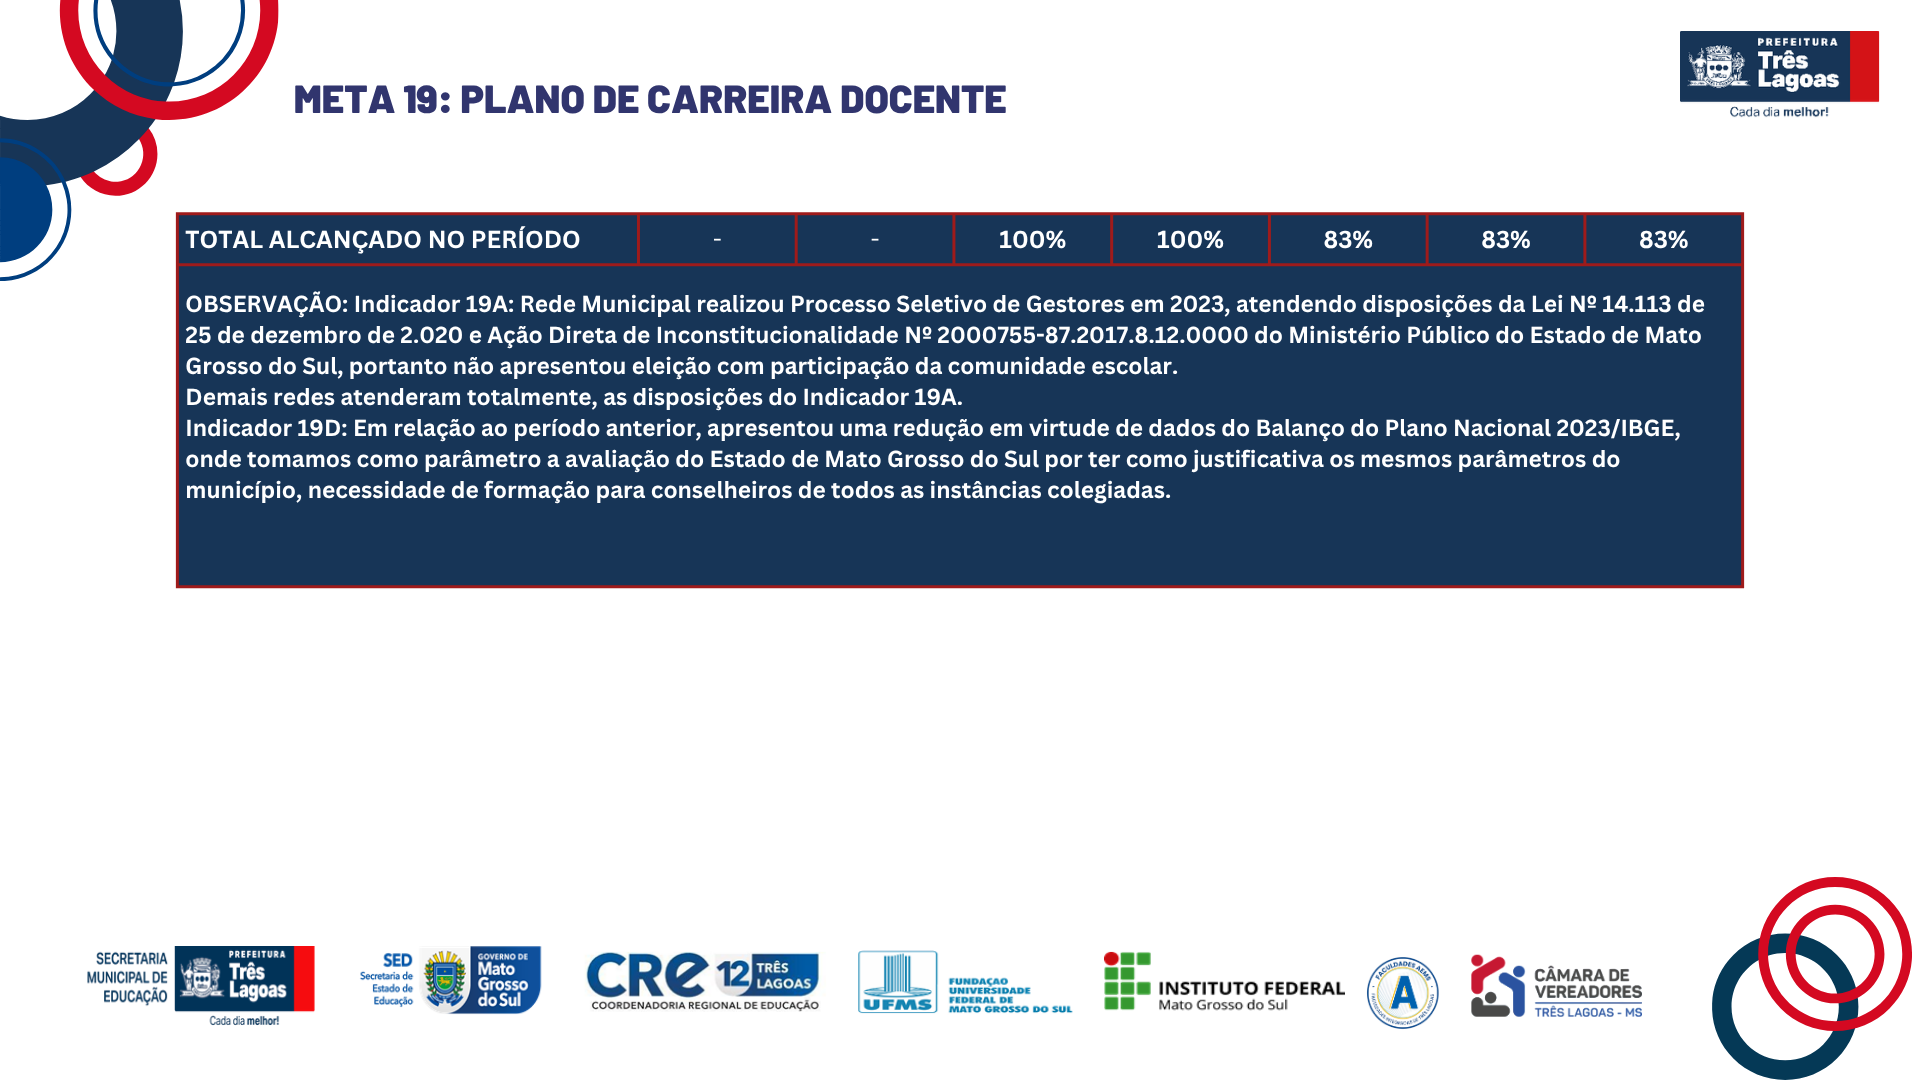 PREFEITURA
Três
Lagoas
Cada dia melhor!
META 19: PLANO DE CARREIRA DOCENTE
TOTAL ALCANÇADO NO PERÍODO - - 100% 100% 83% 83% 83%
OBSERVAÇÃO: Indicador 19A: Rede Municipal realizou Processo Seletivo de Gestores em 2023, atendendo disposições da Lei Nº 14.113 de
25 de dezembro de 2.020 e Ação Direta de Inconstitucionalidade Nº 2000755-87.2017.8.12.0000 do Ministério Público do Estado de Mato
Grosso do Sul, portanto não apresentou eleição com participação da comunidade escolar.
Demais redes atenderam totalmente, as disposições do Indicador 19A.
Indicador 19D: Em relação ao período anterior, apresentou uma redução em virtude de dados do Balanço do Plano Nacional 2023/IBGE,
onde tomamos como parâmetro a avaliação do Estado de Mato Grosso do Sul por ter como justificativa os mesmos parâmetros do
município, necessidade de formação para conselheiros de todos as instâncias colegiadas.
SECRETARIA
MUNICIPAL DE
EDUCAÇÃO
PREFEITURA
Três
Lagoas
Cada dia melhor!
SED
Secretaria de
Estado de
Educação
GOVERNO DE
Mato
Grosso
do Sul
CRe 12 TRÊS
LAGOAS
COORDENADORIA REGIONAL DE EDUCAÇÃO
UFMS
FUNDAÇAO
UNIVERSIDADE
FEDERAL DE
MATO GROSSO DO SUL
INSTITUTO FEDERAL
Mato Grosso do Sul
FACULDADES AEMS
A
CÂMARA DE
VEREADORES
TRÊS LAGOAS - MS